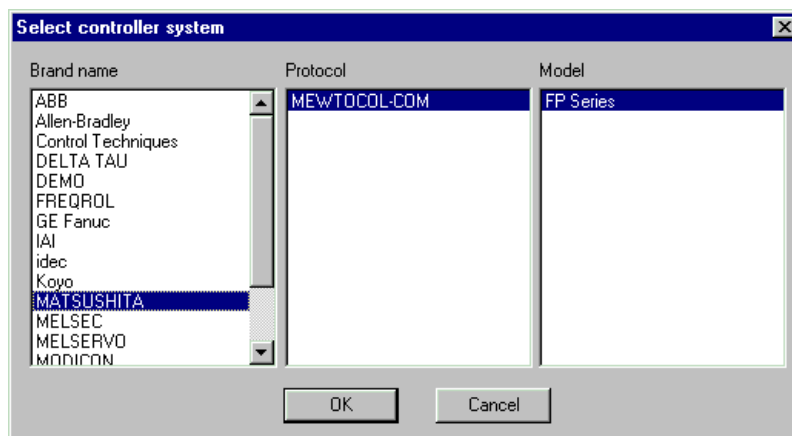 Select controller system
Brand name Protocol Model
ABB MEWTOCOL-COM FP Series
Allen-Bradley
Control Techniques
DELTA TAU
DEMO
FREQROL
GE Fanuc
IAI
idec
Koyo
MATSUSHITA
MELSEC
MELSERVO
MODICON
OK Cancel